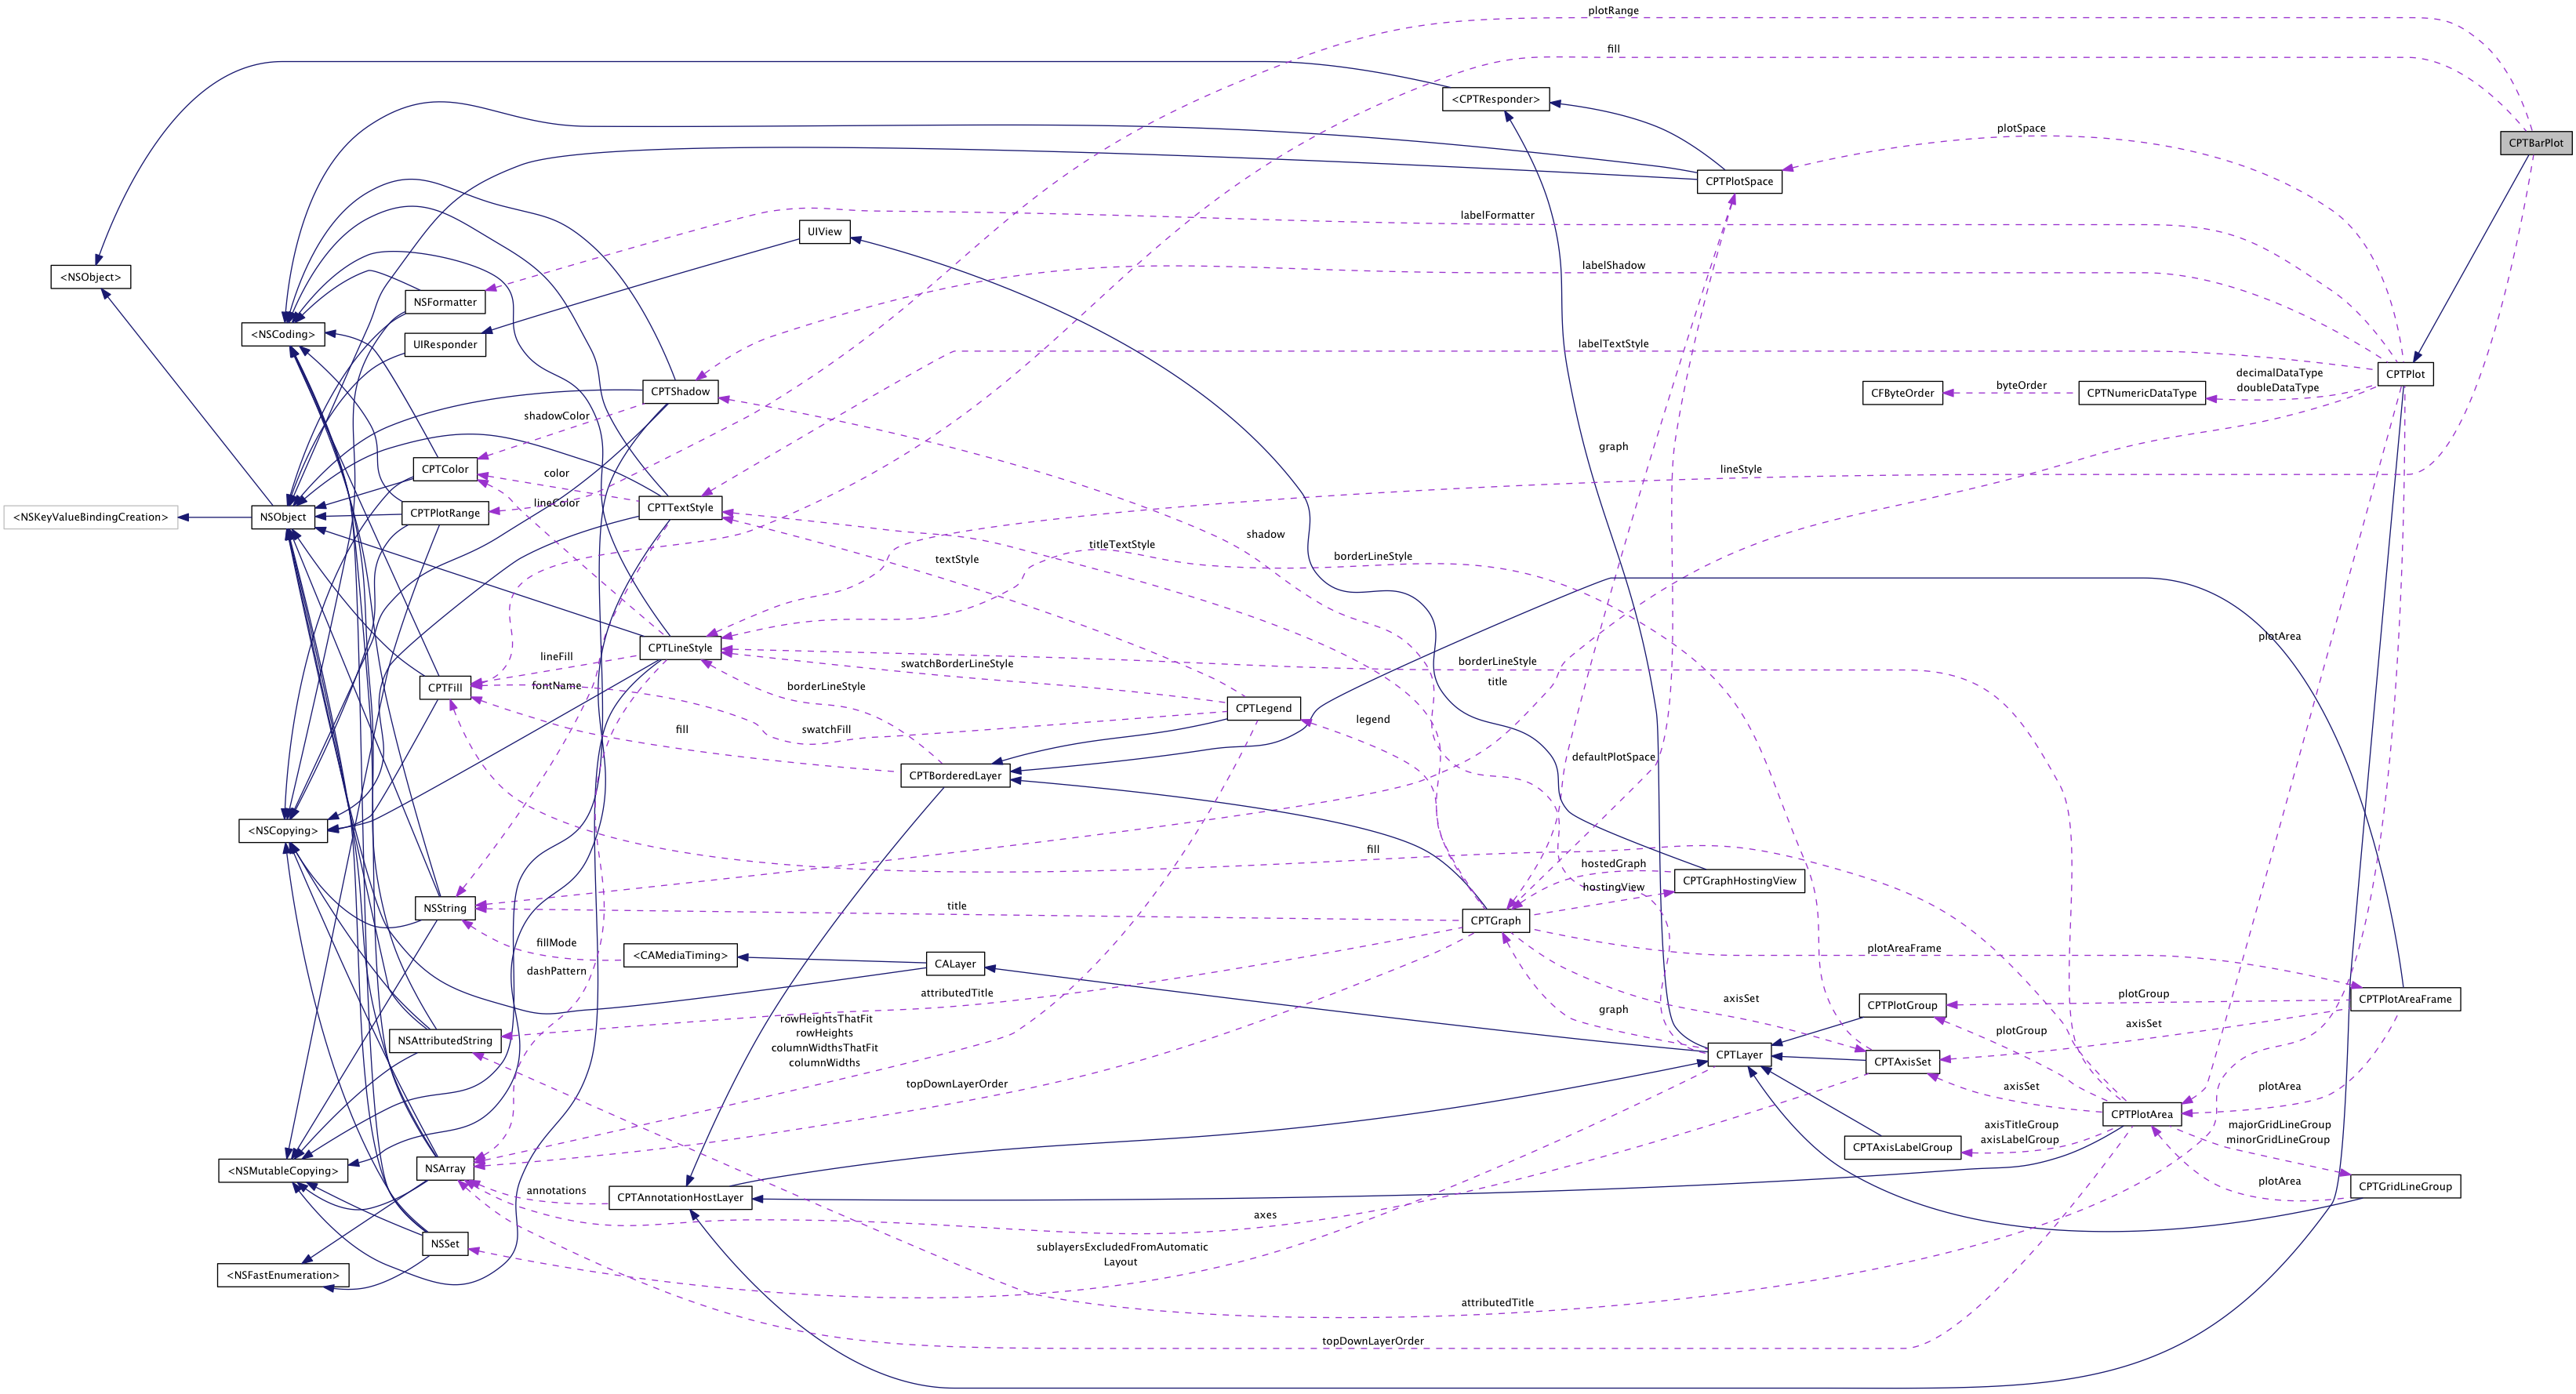 plotRange
fill
<CPTResponder>
plotSpace
CPTBarPlot
CPTPlotSpace
labelFormatter
UIView
labelShadow
<NSObject>
NSFormatter
<NSCoding>
UIResponder
labelTextStyle
CPTPlot
decimalDataType
doubleDataType
CPTShadow
CFByteOrder
byteOrder
CPTNumericDataType
shadowColor
graph
CPTColor
color
lineStyle
lineColor
CPTPlotRange
CPTTextStyle
<NSKeyValueBindingCreation>
NSObject
shadow
titleTextStyle
borderLineStyle
textStyle
plotArea
CPTLineStyle
lineFill
swatchBorderLineStyle
borderLineStyle
title
CPTFill
fontName
borderLineStyle
CPTLegend
legend
fill
swatchFill
defaultPlotSpace
CPTBorderedLayer
<NSCopying>
fill
hostedGraph
CPTGraphHostingView
hostingView
NSString
title
CPTGraph
fillMode
<CAMediaTiming>
CALayer
plotAreaFrame
dashPattern
attributedTitle
axisSet
plotGroup
CPTPlotAreaFrame
CPTPlotGroup
graph
rowHeightsThatFit
rowHeights
columnWidthsThatFit
columnWidths
axisSet
plotGroup
NSAttributedString
CPTLayer
CPTAxisSet
topDownLayerOrder
axisSet
plotArea
CPTPlotArea
axisTitleGroup
axisLabelGroup
majorGridLineGroup
minorGridLineGroup
CPTAxisLabelGroup
<NSMutableCopying>
NSArray
annotations
CPTAnnotationHostLayer
plotArea
CPTGridLineGroup
axes
NSSet
sublayersExcludedFromAutomatic
Layout
<NSFastEnumeration>
attributedTitle
topDownLayerOrder